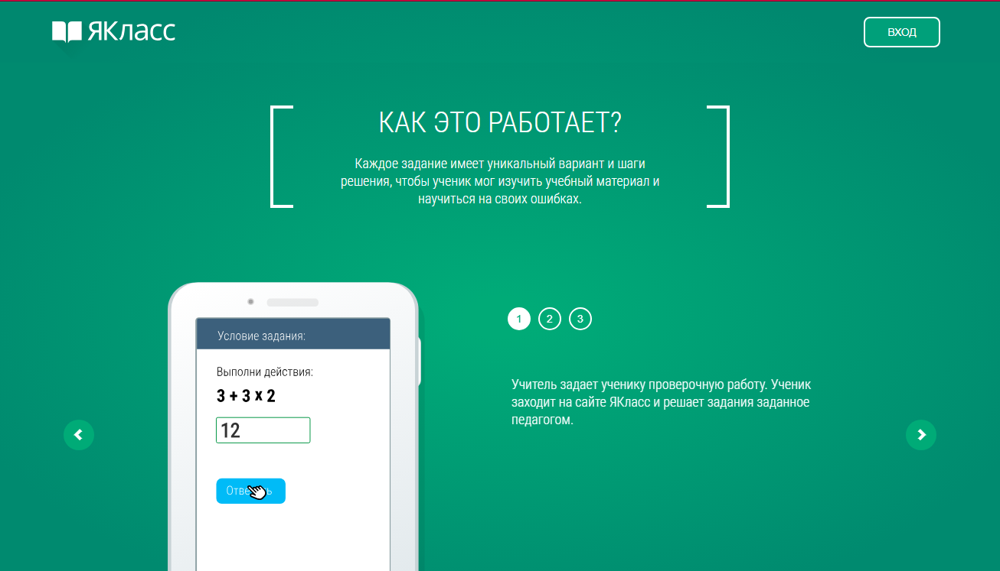 ЯКласс
ВХОД
КАК ЭТО РАБОТАЕТ?
Каждое задание имеет уникальный вариант и шаги
решения, чтобы ученик мог изучить учебный материал и
научиться на своих ошибках.
Условие задания:
Выполни действия:
3 + 3 x 2
12
1 2 3
Учитель задает ученику проверочную работу. Ученик
заходит на сайте ЯКласс и решает задания заданное
педагогом.